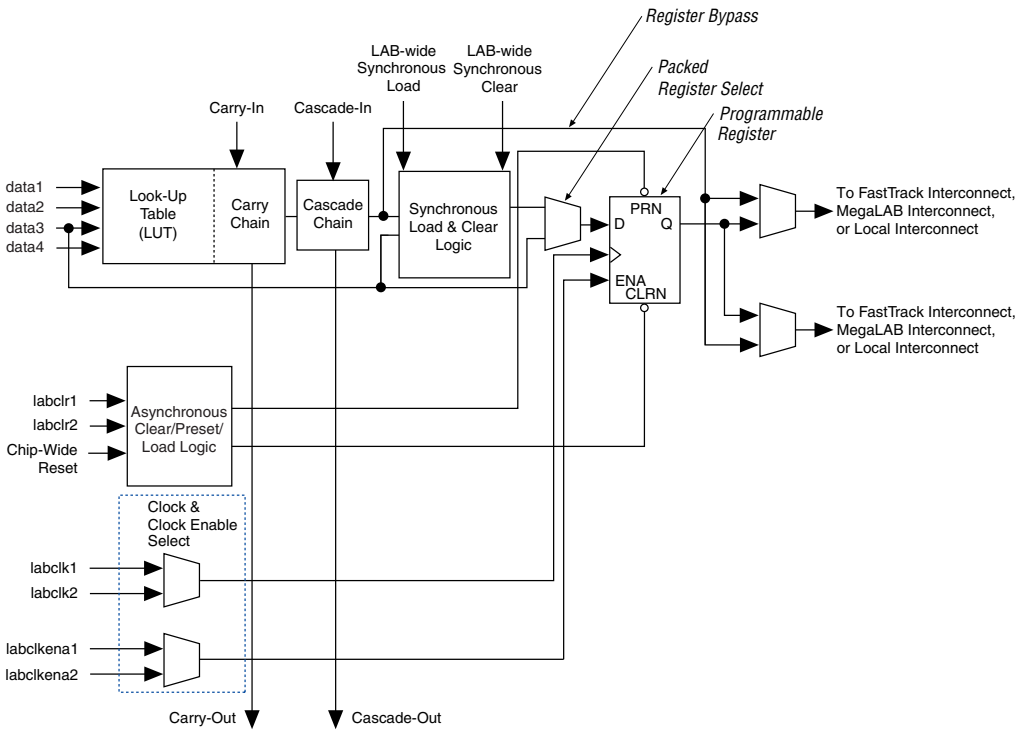 Register Bypass
LAB-wide
Synchronous
Load
LAB-wide
Synchronous
Clear
Packed
Register Select
Programmable
Register
Carry-In
Cascade-In
data1
data2
data3
data4
Look-Up
Table
(LUT)
Carry
Chain
Cascade
Chain
Synchronous
Load & Clear
Logic
PRN
D
Q
ENA
CLRN
To FastTrack Interconnect,
MegaLAB Interconnect,
or Local Interconnect
To FastTrack Interconnect,
MegaLAB Interconnect,
or Local Interconnect
labclr1
labclr2
Chip-Wide
Reset
Asynchronous
Clear/Preset/
Load Logic
Clock &
Clock Enable
Select
labclk1
labclk2
labclkena1
labclkena2
Carry-Out
Cascade-Out